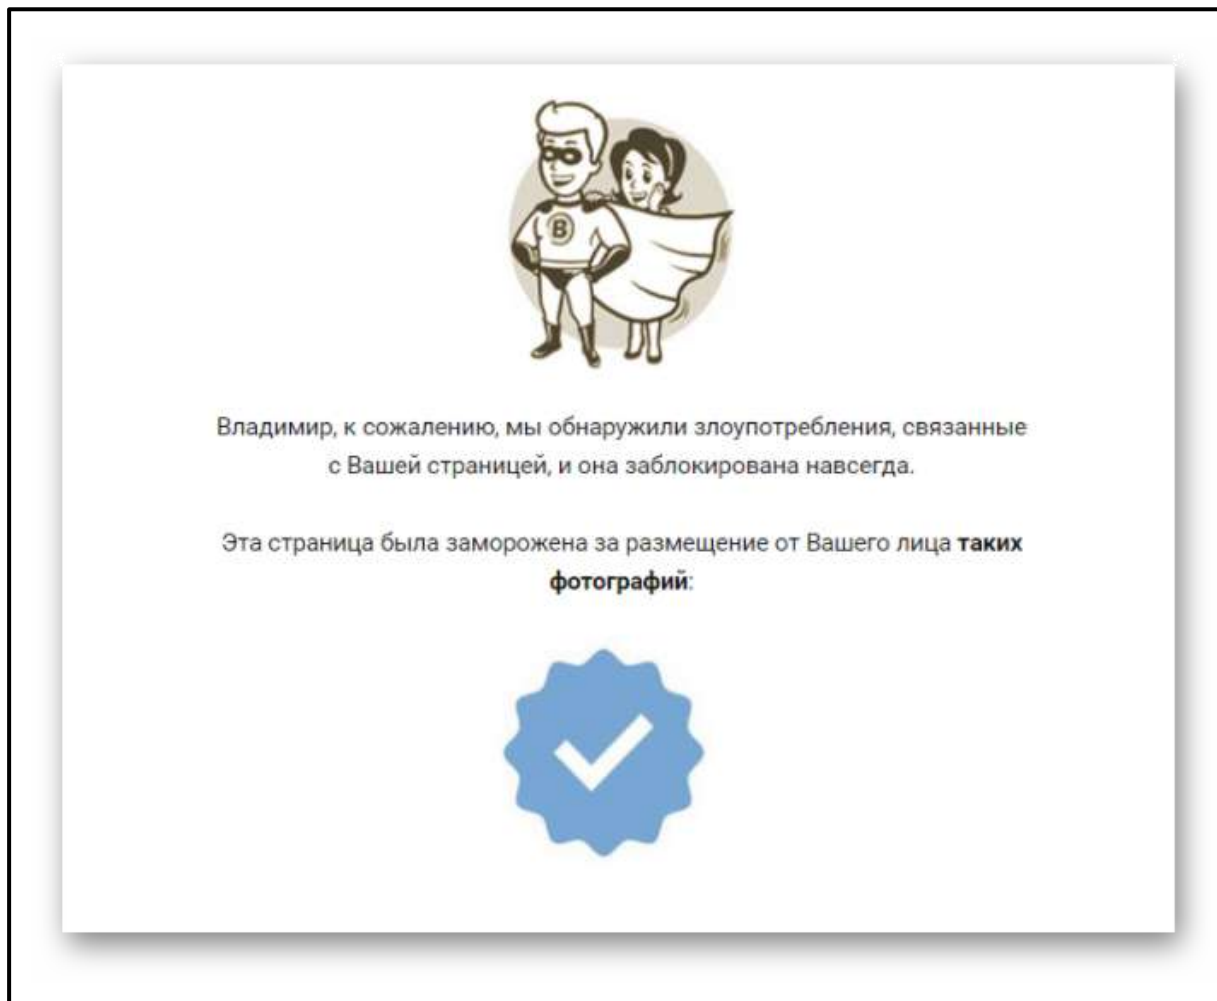 В
Владимир, к сожалению, мы обнаружили злоупотребления, связанные
с Вашей страницей, и она заблокирована навсегда.
Эта страница была заморожена за размещение от Вашего лица таких
фотографий: